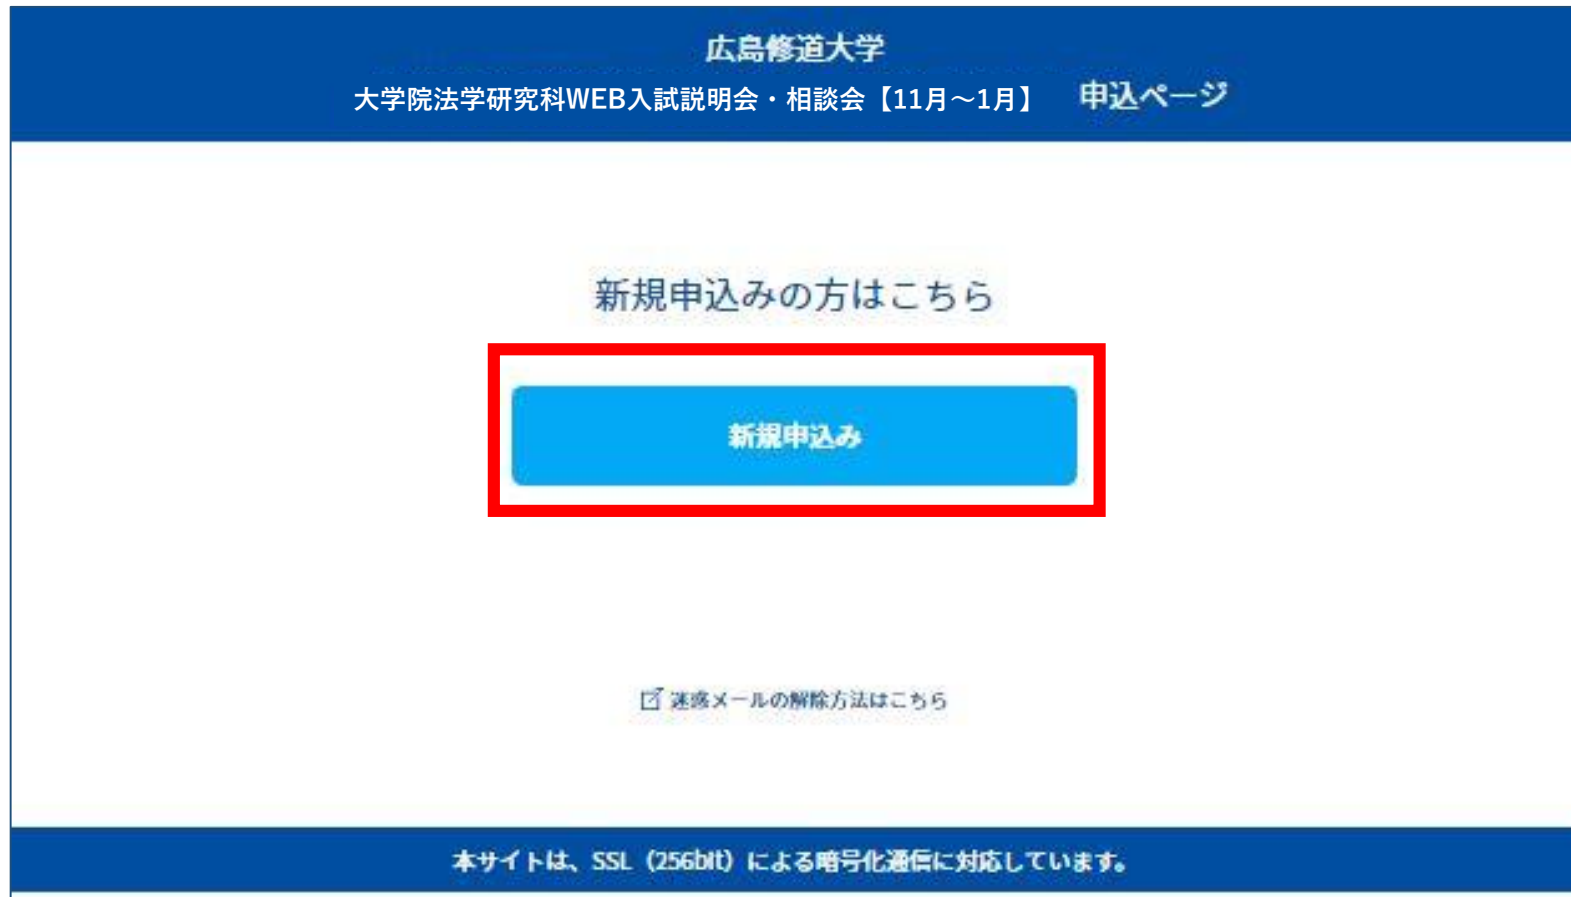 広島修道大学
大学院法学研究科WEB入試説明会・相談会【11月～1月】 申込ページ
新規申込みの方はこちら
新規申込み
迷惑メールの解除方法はこちら
本サイトは、SSL（256bit）による暗号化通信に対応しています。